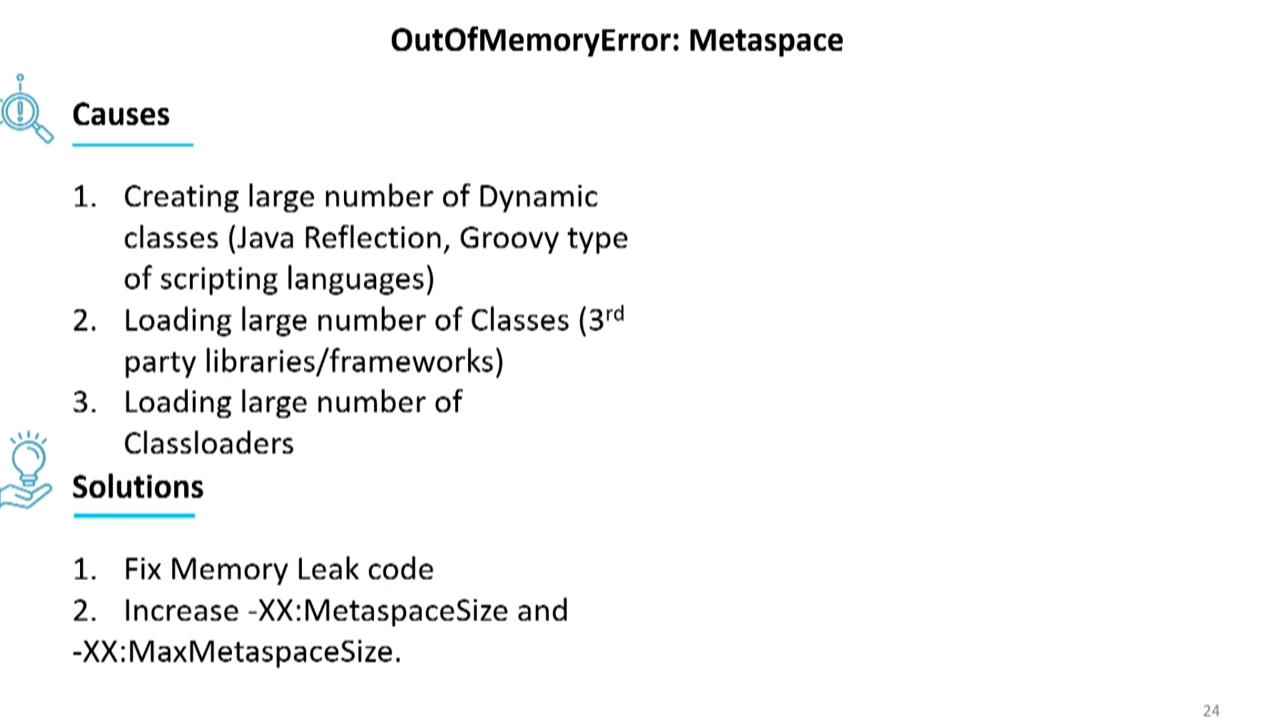 OutOfMemoryError: Metaspace
Causes
1. Creating large number of Dynamic
classes (Java Reflection, Groovy type
of scripting languages)
2. Loading large number of Classes (3rd
party libraries/frameworks)
3. Loading large number of
Classloaders
Solutions
1. Fix Memory Leak code
2. Increase -XX:MetaspaceSize and
-XX:MaxMetaspaceSize.
24